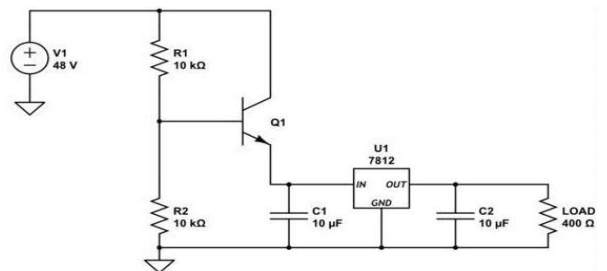 V1
48 V
+
−
R1
10 kΩ
Q1
U1
7812
IN OUT
GND
R2
10 kΩ
C1
10 µF
C2
10 µF
LOAD
400 Ω